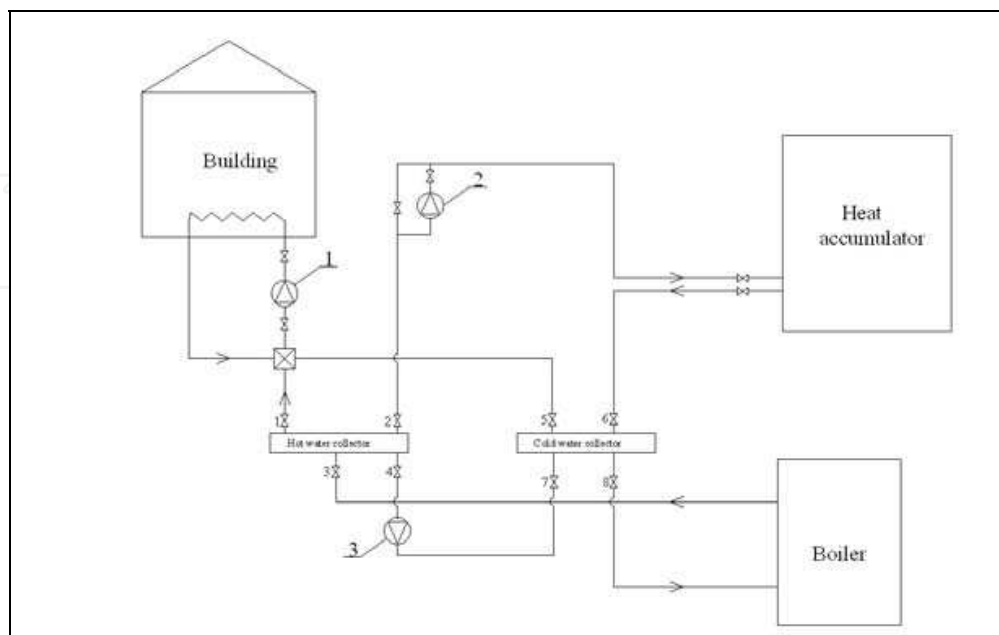 Building
2
Heat
accumulator
1
1
2
5
6
Hot water collector
Cold water collector
3
4
7
8
3
Boiler